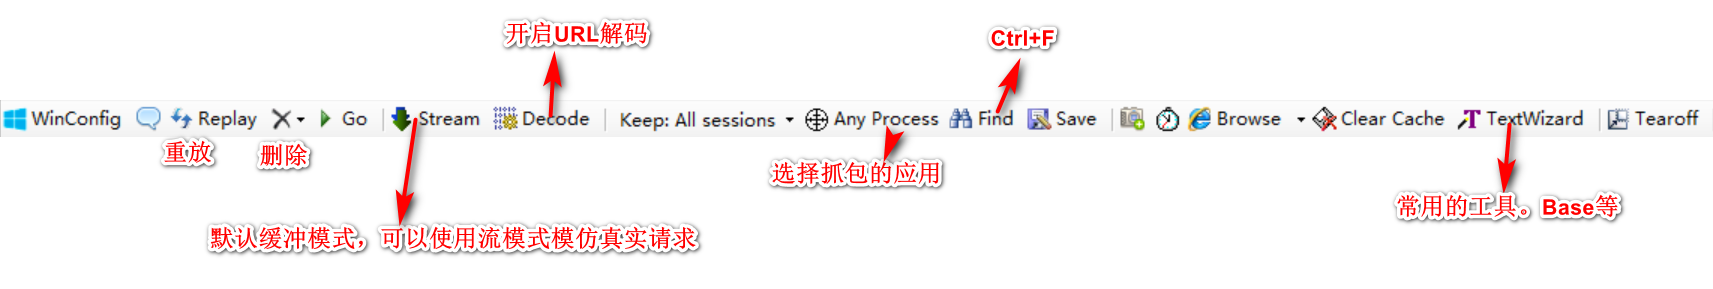 开启URL解码
Ctrl+F
WinConfig Replay Go Stream Decode Keep: All sessions Any Process Find Save Browse Clear Cache TextWizard Tearoff
重放
删除
选择抓包的应用
常用的工具。Base等
默认缓冲模式，可以使用流模式模仿真实请求